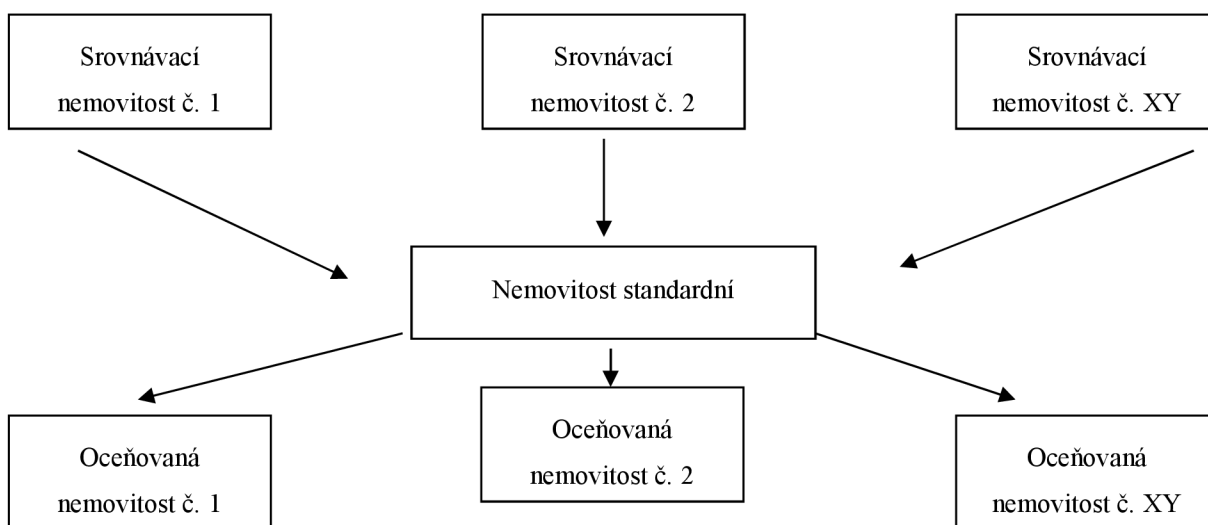 Srovnávací
nemovitost č. 1
Srovnávací
nemovitost č. 2
Srovnávací
nemovitost č. XY
Nemovitost standardní
Oceňovaná
nemovitost č. 1
Oceňovaná
nemovitost č. 2
Oceňovaná
nemovitost č. XY